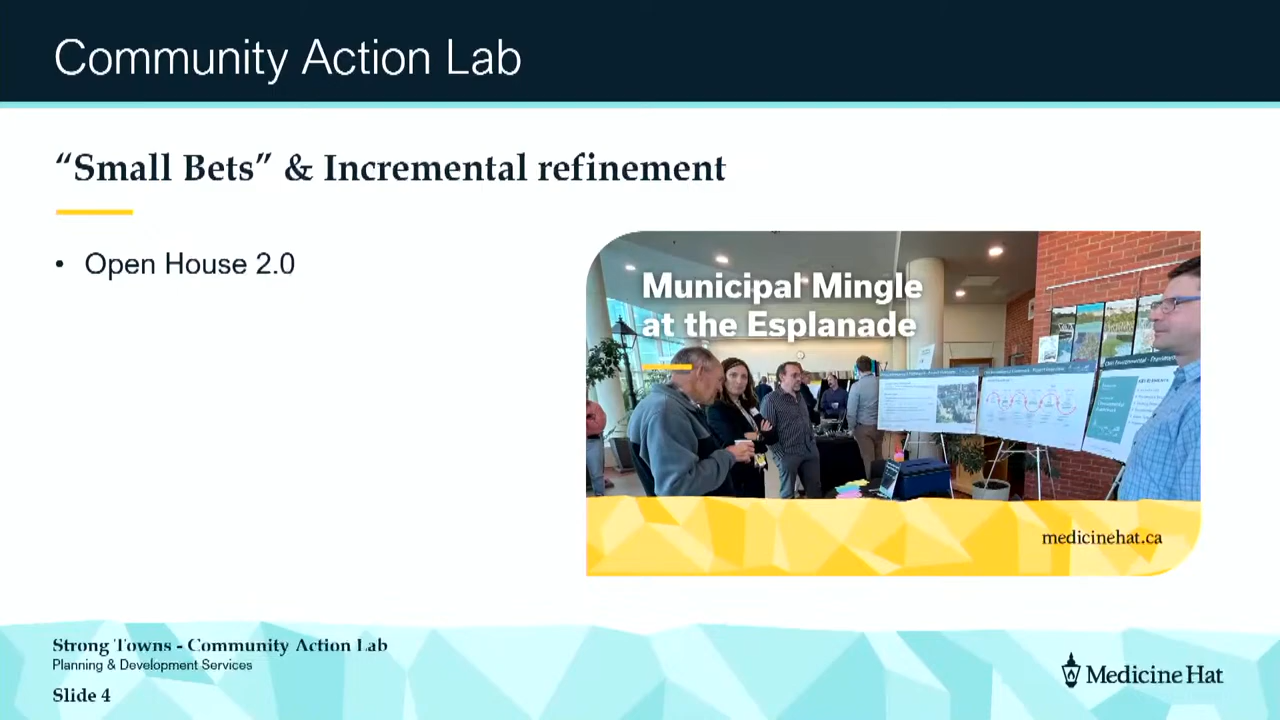 Community Action Lab
“Small Bets” & Incremental refinement
• Open House 2.0
Municipal Mingle
at the Esplanade
medicinehat.ca
Strong Towns - Community Action Lab
Planning & Development Services
Slide 4
Medicine Hat